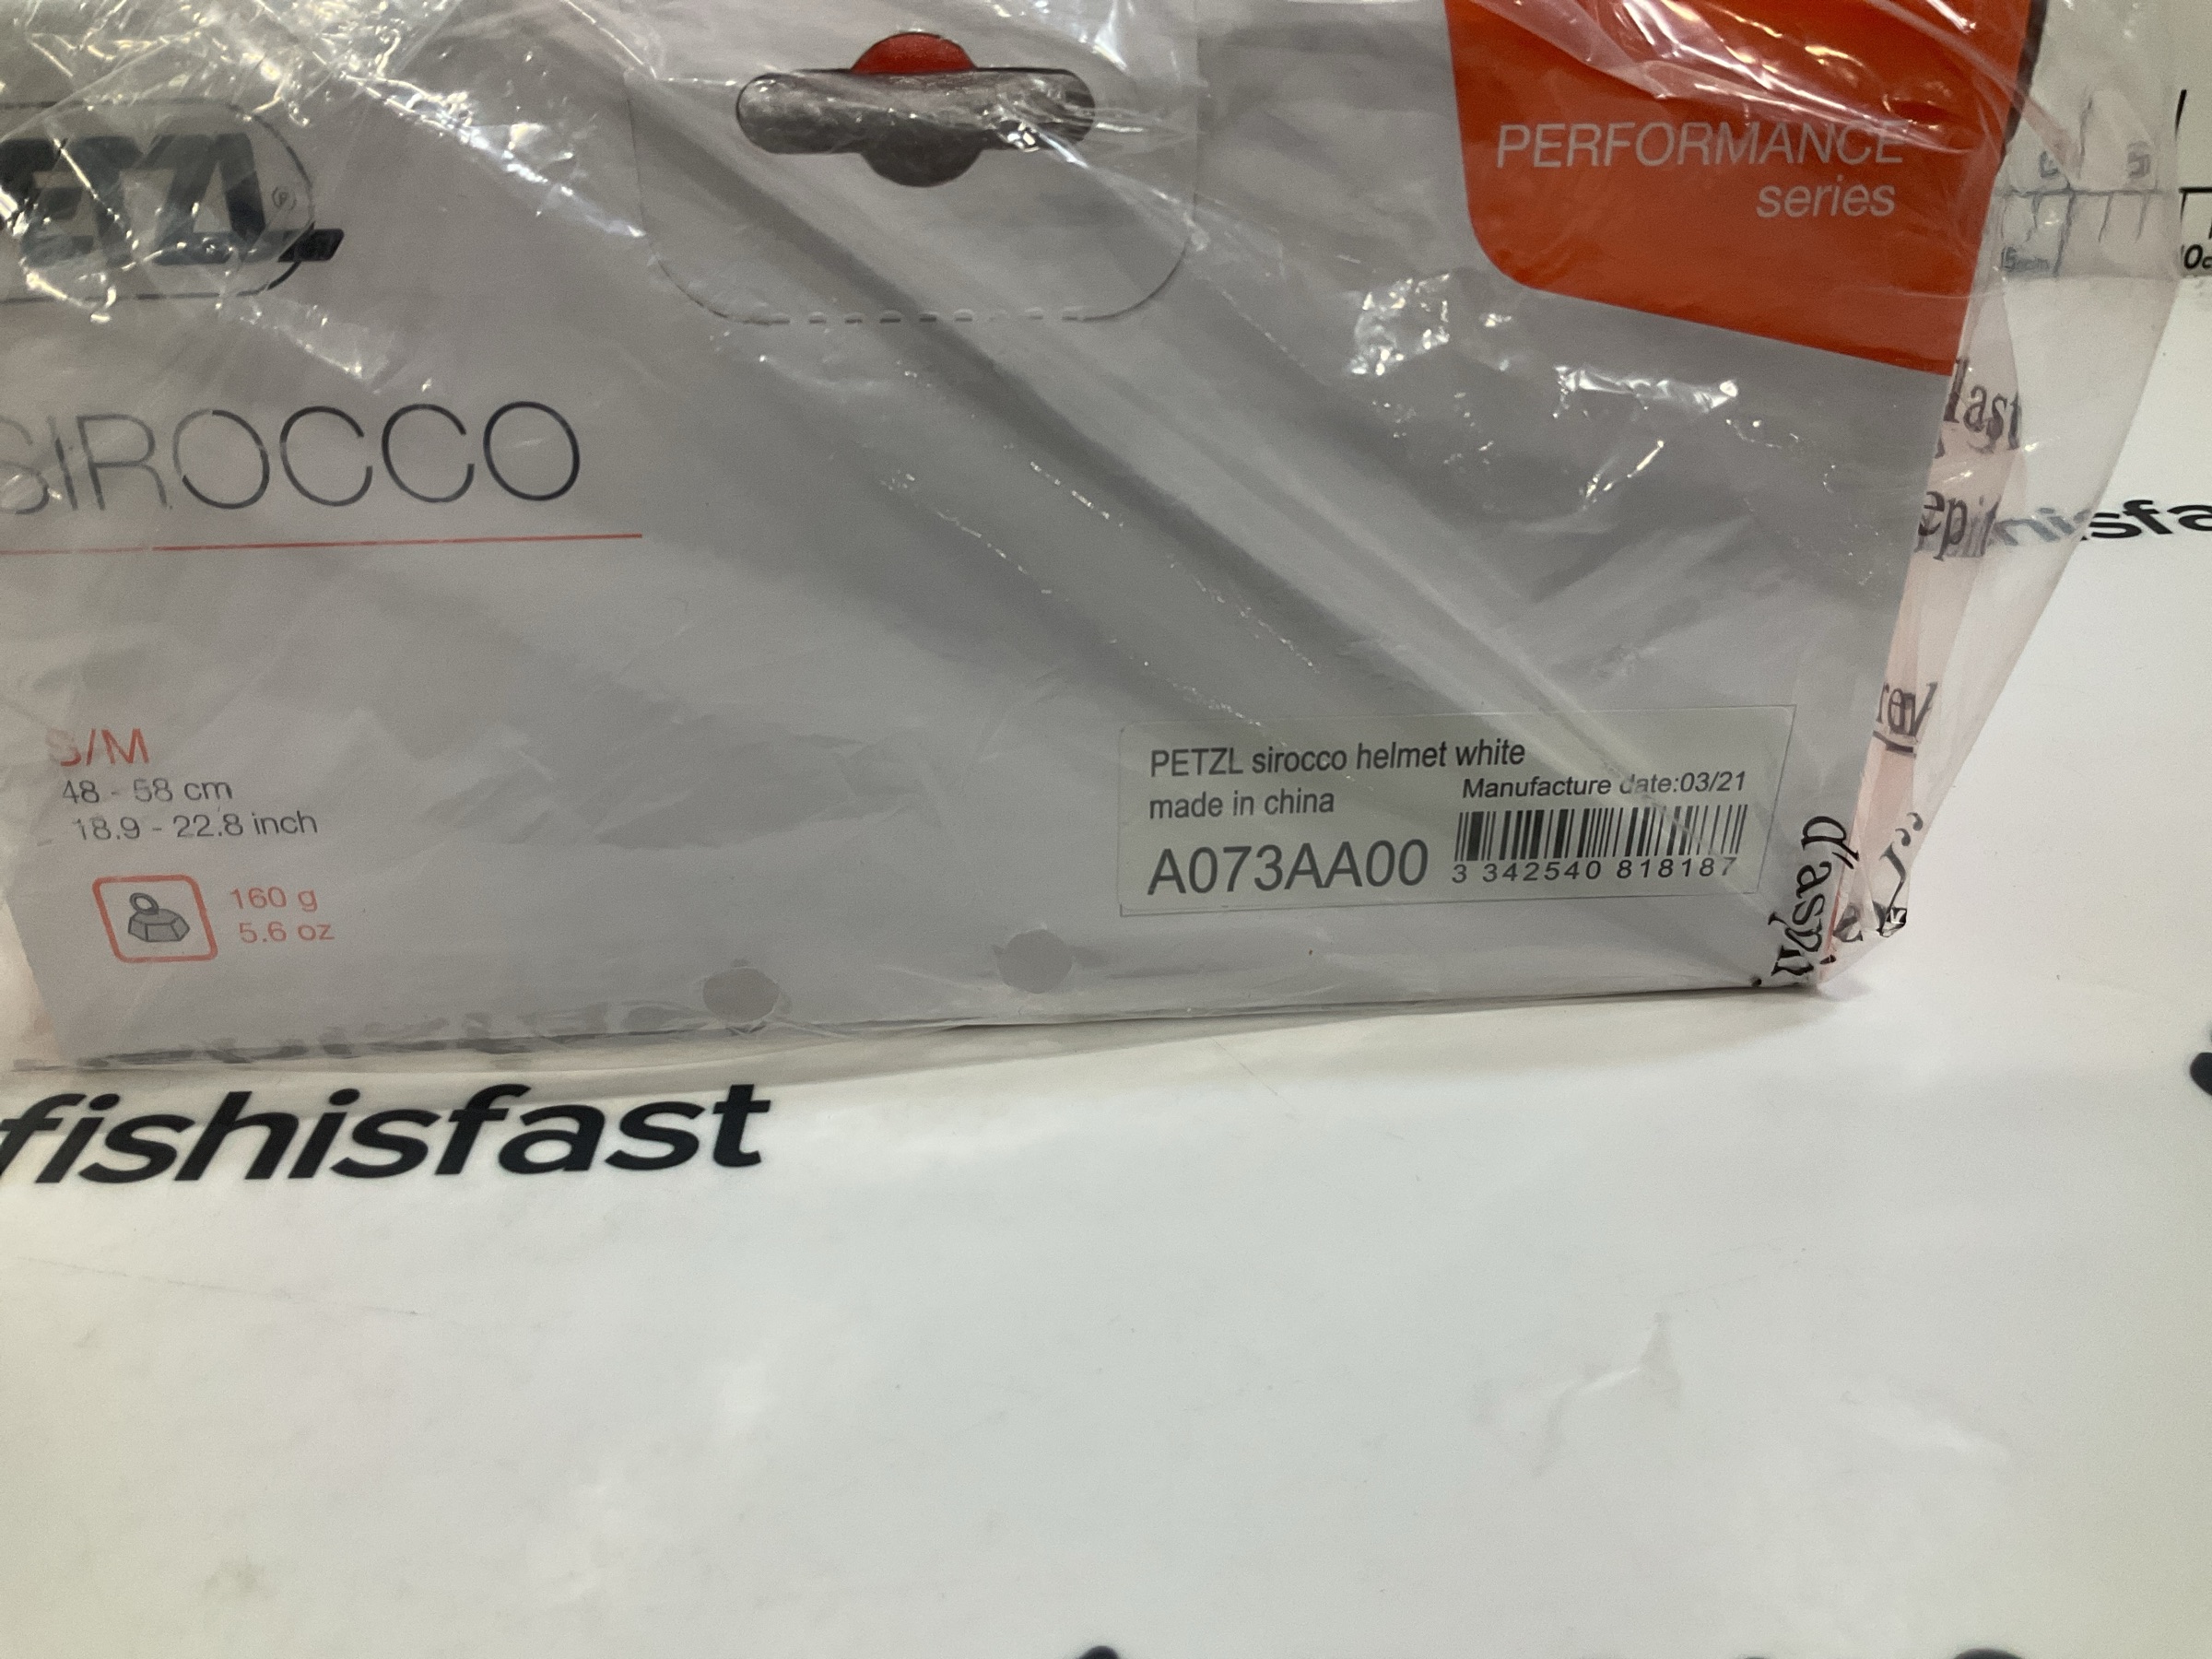 PERFORMANCE
series
SIROCCO
S/M
48 - 58 cm
18.9 - 22.8 inch
160 g
5.6 oz
PETZL sirocco helmet white
Manufacture date:03/21
made in china
A073AA00
3 342540 818187
fishisfast